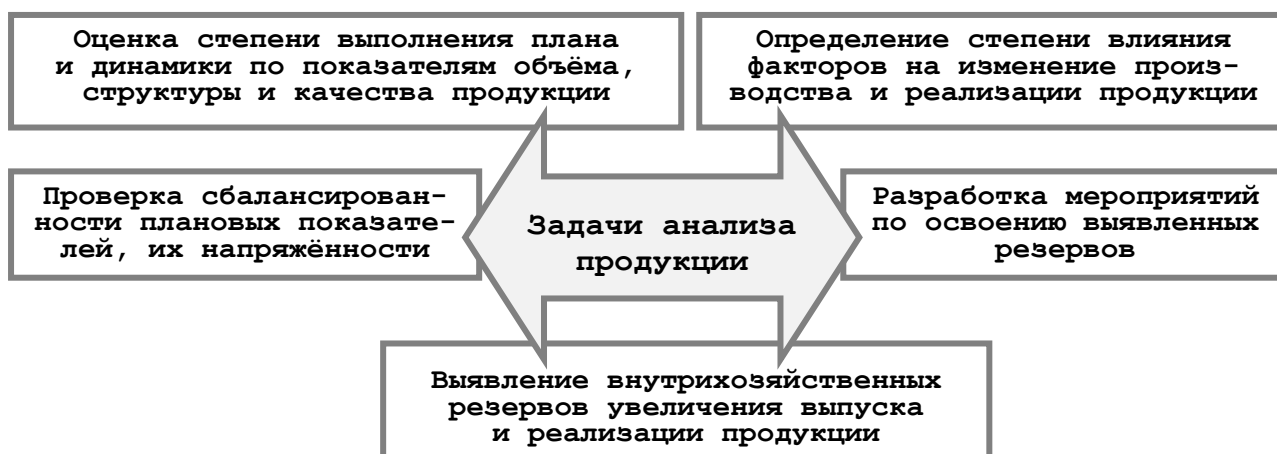 Оценка степени выполнения плана
и динамики по показателям объёма,
структуры и качества продукции
Определение степени влияния
факторов на изменение произ-
водства и реализации продукции
Проверка сбалансирован-
ности плановых показате-
лей, их напряжённости
Задачи анализа
продукции
Разработка мероприятий
по освоению выявленных
резервов
Выявление внутрихозяйственных
резервов увеличения выпуска
и реализации продукции